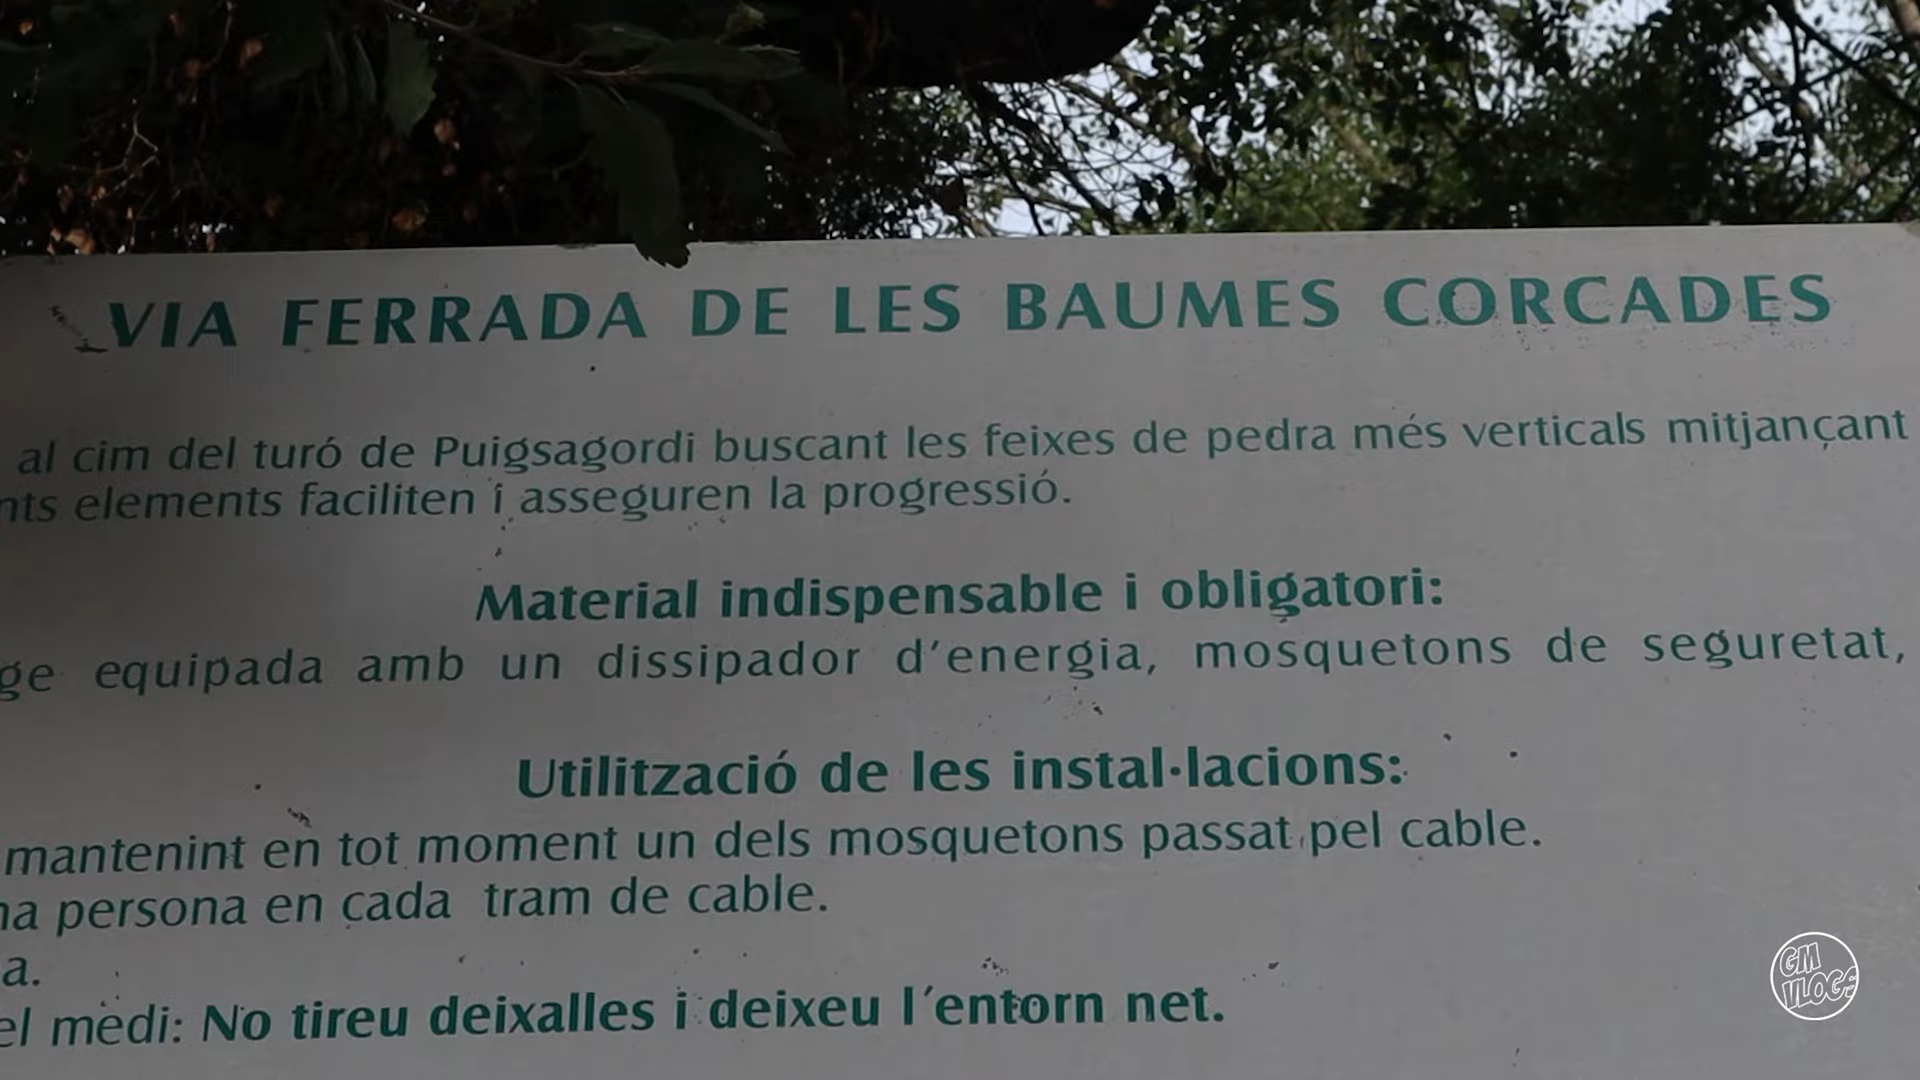 VIA FERRADA DE LES BAUMES CORCADES
al cim del turó de Puigsagordi buscant les feixes de pedra més verticals mitjançant
nts elements faciliten i asseguren la progressió.
Material indispensable i obligatori:
ge equipada amb un dissipador d'energia, mosquetons de seguretat,
Utilització de les instal·lacions:
mantenint en tot moment un dels mosquetons passat pel cable.
na persona en cada tram de cable.
a.
el medi: No tireu deixalles i deixeu l'entorn net.
GM
VLOGS